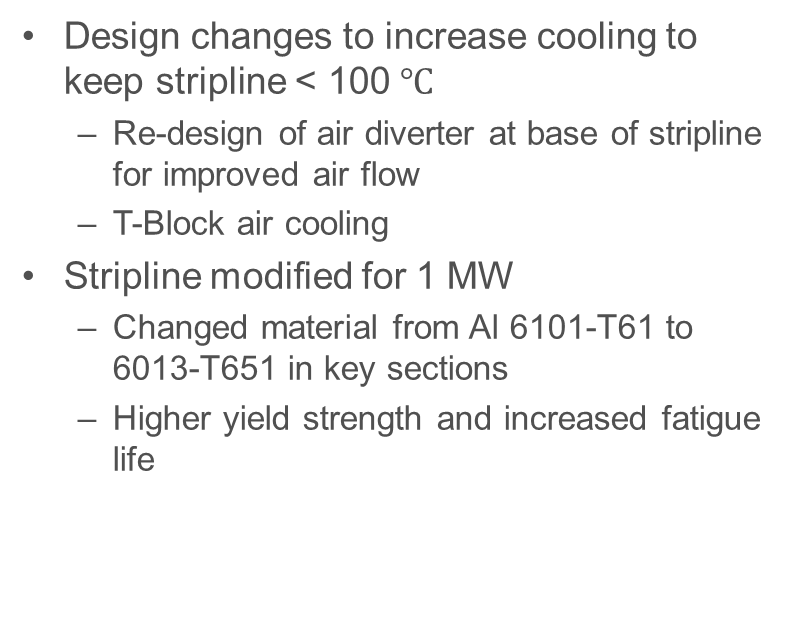 • Design changes to increase cooling to
keep stripline < 100 ℃
– Re-design of air diverter at base of stripline
for improved air flow
– T-Block air cooling
• Stripline modified for 1 MW
– Changed material from Al 6101-T61 to
6013-T651 in key sections
– Higher yield strength and increased fatigue
life